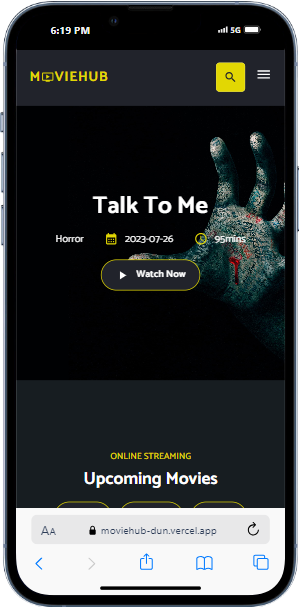 6:19 PM 5G
MOVIEHUB
Talk To Me
Horror 2023-07-26 95mins
Watch Now
ONLINE STREAMING
Upcoming Movies
AA moviehub-dun.vercel.app